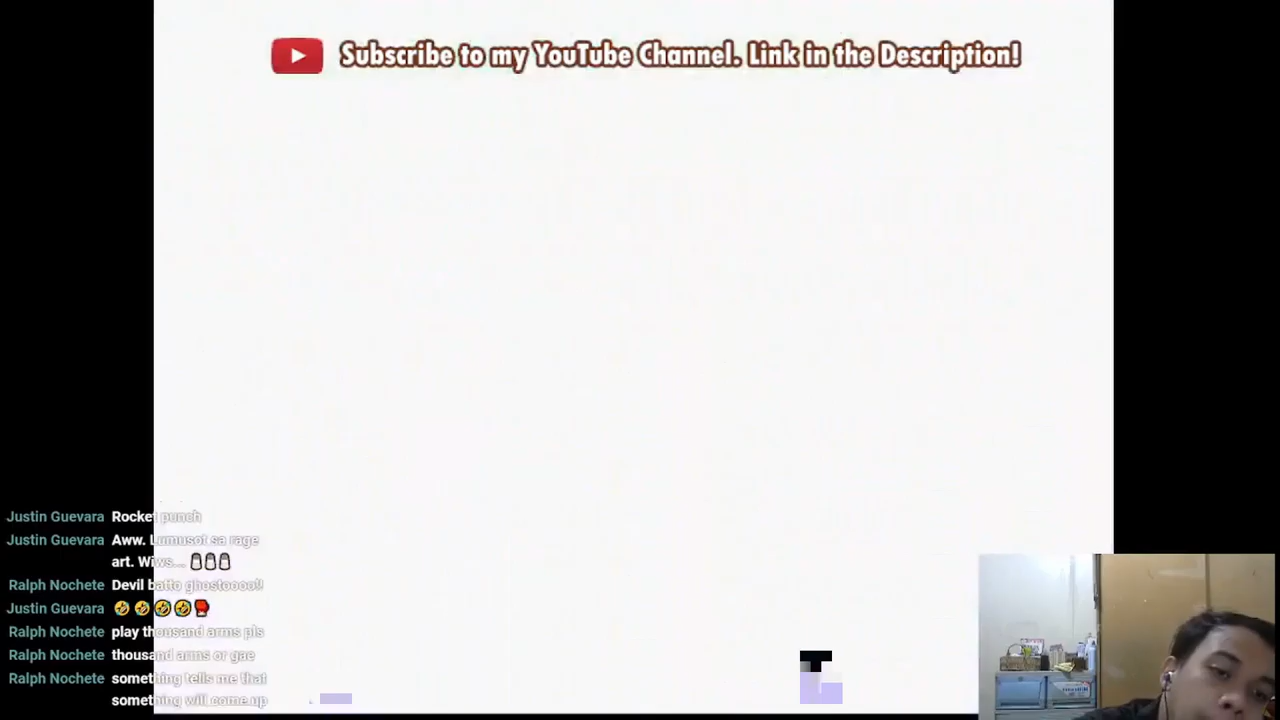 Subscribe to my YouTube Channel. Link in the Description!
Justin Guevara Rocket punch
Justin Guevara Aww. Lumusot sa rage
art. Wiws...
Ralph Nochete Devil batto ghostoooo!!
Justin Guevara
Ralph Nochete play thousand arms pls
Ralph Nochete thousand arms or gae
Ralph Nochete something tells me that
something will come up